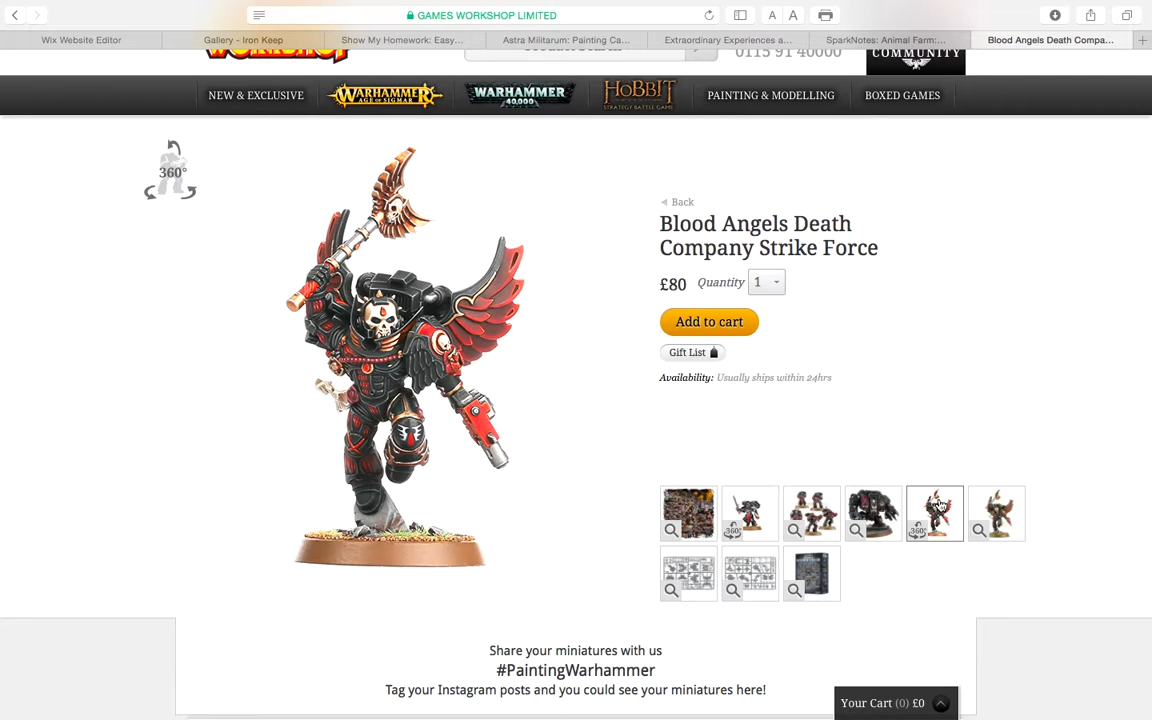 GAMES WORKSHOP LIMITED
A A
Wix Website Editor
Gallery - Iron Keep
Show My Homework: Easy...
Astra Militarum: Painting Ca...
Extraordinary Experiences a...
SparkNotes: Animal Farm:...
Blood Angels Death Compa...
WORKSHOP
0115 91 40000
COMMUNITY
NEW & EXCLUSIVE
WARHAMMER
AGE OF SIGMAR
WARHAMMER
40,000
THE HOBBIT
STRATEGY BATTLE GAME
PAINTING & MODELLING
BOXED GAMES
360°
Back
Blood Angels Death
Company Strike Force
£80 Quantity 1
Add to cart
Gift List
Availability: Usually ships within 24hrs
360°
360°
Share your miniatures with us
#PaintingWarhammer
Tag your Instagram posts and you could see your miniatures here!
Your Cart (0) £0